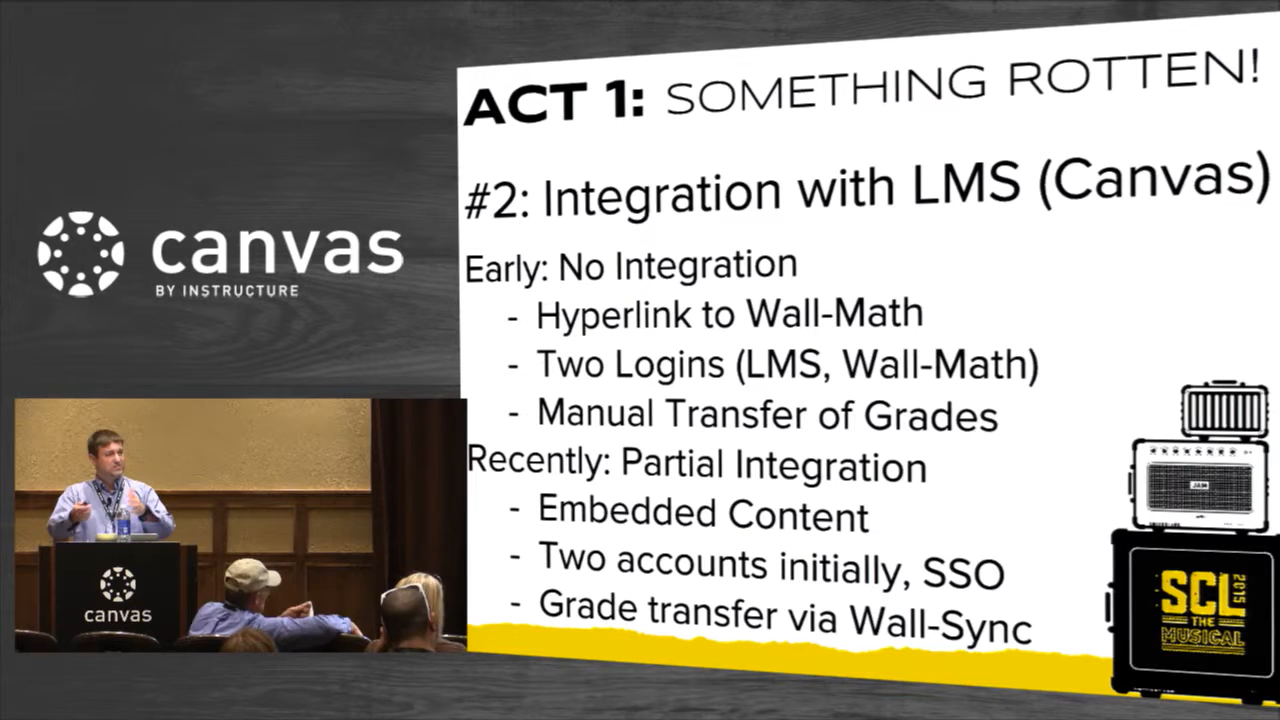 ACT 1: SOMETHING ROTTEN!
#2: Integration with LMS (Canvas)
Early: No Integration
- Hyperlink to Wall-Math
- Two Logins (LMS, Wall-Math)
- Manual Transfer of Grades
Recently: Partial Integration
- Embedded Content
- Two accounts initially, SSO
- Grade transfer via Wall-Sync
canvas
BY INSTRUCTURE
canvas
JAM
SCL
2015
THE
MUSICAL